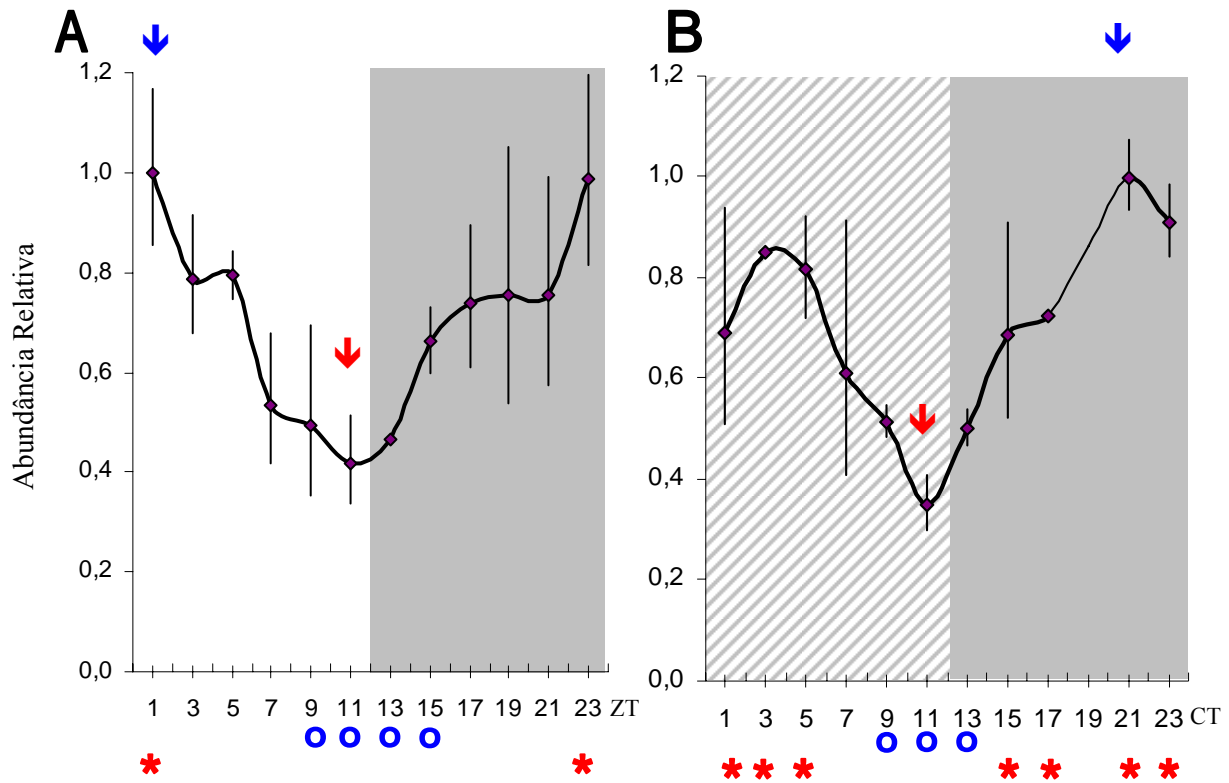 A
B
Abundância Relativa
1,2
1,0
0,8
0,6
0,4
0,2
0,0
1 3 5 7 9 11 13 15 17 19 21 23 ZT
o o o o
* *
1,2
1,0
0,8
0,6
0,4
0,2
0,0
1 3 5 7 9 11 13 15 17 19 21 23 CT
o o o
* * * * * * *